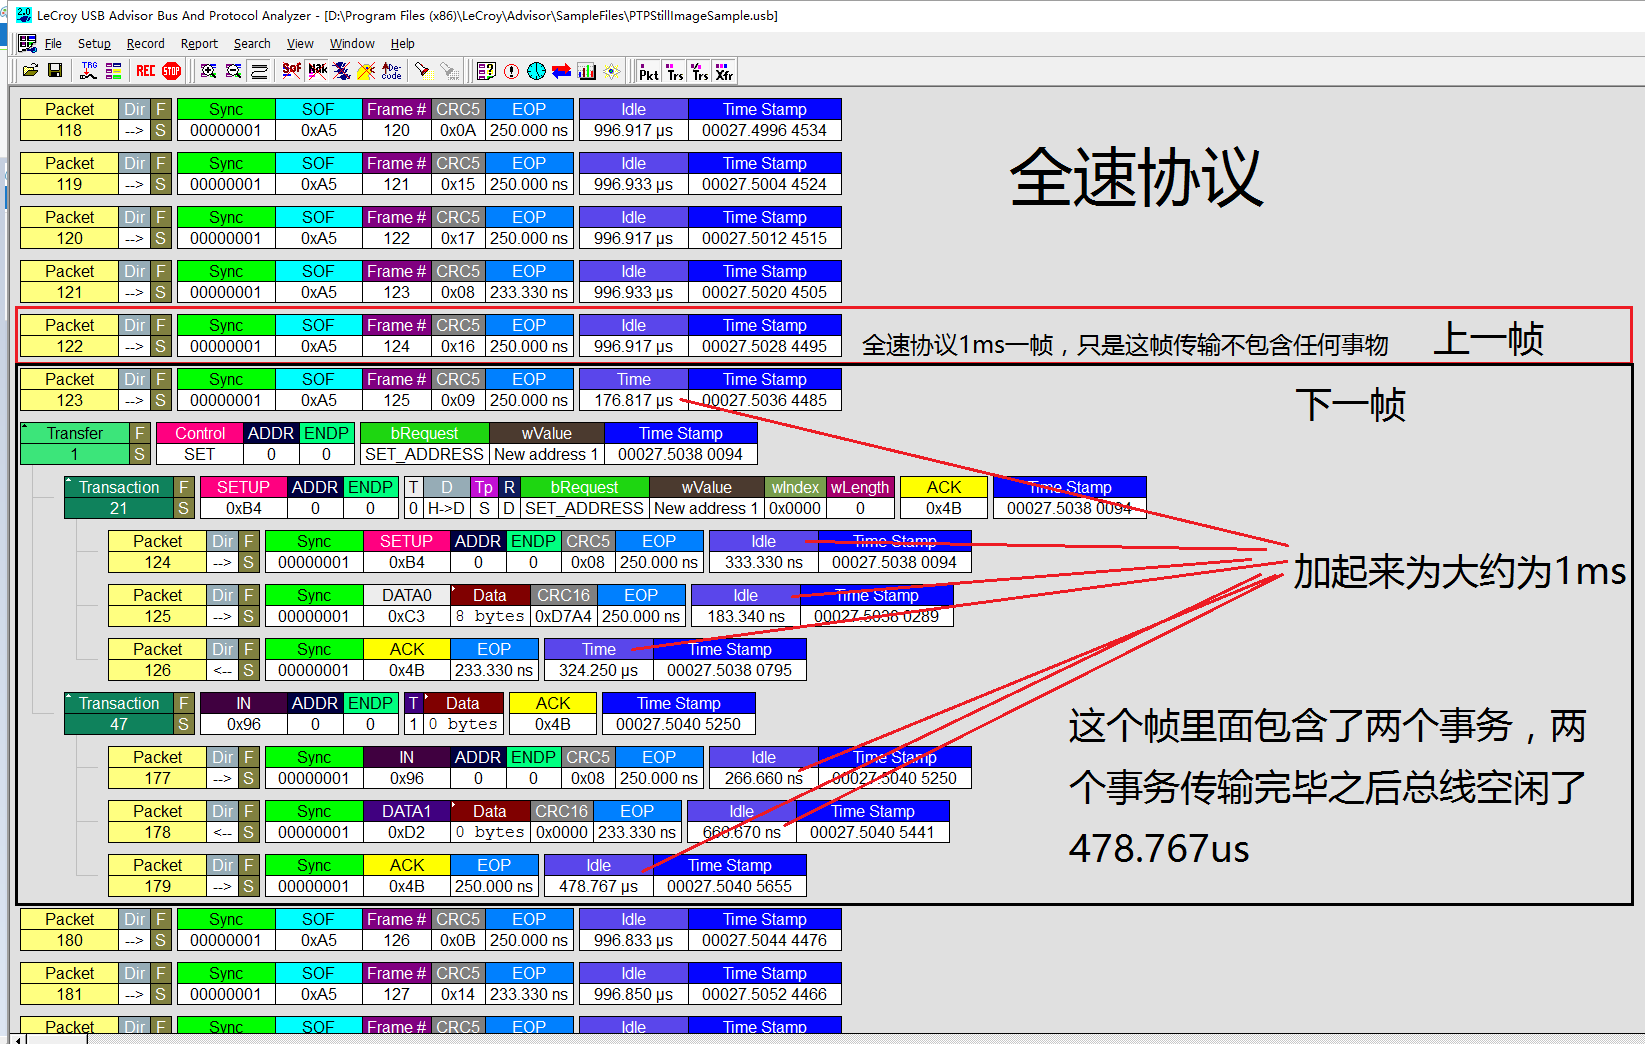 LeCroy USB Advisor Bus And Protocol Analyzer - [D:\Program Files (x86)\LeCroy\Advisor\SampleFiles\PTPStillImageSample.usb]
File Setup Record Report Search View Window Help
TRG REC STOP Sof Nak De-code Pkt Trs Trs Xfr
Packet Dir F Sync SOF Frame # CRC5 EOP Idle Time Stamp
118 --> S 00000001 0xA5 120 0x0A 250.000 ns 996.917 µs 00027.4996 4534
全速协议
Packet Dir F Sync SOF Frame # CRC5 EOP Idle Time Stamp
119 --> S 00000001 0xA5 121 0x15 250.000 ns 996.933 µs 00027.5004 4524
Packet Dir F Sync SOF Frame # CRC5 EOP Idle Time Stamp
120 --> S 00000001 0xA5 122 0x17 250.000 ns 996.917 µs 00027.5012 4515
Packet Dir F Sync SOF Frame # CRC5 EOP Idle Time Stamp
121 --> S 00000001 0xA5 123 0x08 233.330 ns 996.933 µs 00027.5020 4505
Packet Dir F Sync SOF Frame # CRC5 EOP Idle Time Stamp
122 --> S 00000001 0xA5 124 0x16 250.000 ns 996.917 µs 00027.5028 4495
全速协议1ms一帧，只是这帧传输不包含任何事物 上一帧
Packet Dir F Sync SOF Frame # CRC5 EOP Time Time Stamp
123 --> S 00000001 0xA5 125 0x09 250.000 ns 176.817 µs 00027.5036 4485
下一帧
Transfer F Control ADDR ENDP bRequest wValue Time Stamp
1 S SET 0 0 SET_ADDRESS New address 1 00027.5038 0094
Transaction F SETUP ADDR ENDP T D Tp R bRequest wValue wIndex wLength ACK Time Stamp
21 S 0xB4 0 0 0 H->D S D SET_ADDRESS New address 1 0x0000 0 0x4B 00027.5038 0094
Packet Dir F Sync SETUP ADDR ENDP CRC5 EOP Idle Time Stamp
124 --> S 00000001 0xB4 0 0 0x08 250.000 ns 333.330 ns 00027.5038 0094
加起来为大约为1ms
Packet Dir F Sync DATA0 Data CRC16 EOP Idle Time Stamp
125 --> S 00000001 0xC3 8 bytes 0xD7A4 250.000 ns 183.340 ns 00027.5038 0289
Packet Dir F Sync ACK EOP Time Time Stamp
126 <-- S 00000001 0x4B 233.330 ns 324.250 µs 00027.5038 0795
Transaction F IN ADDR ENDP T Data ACK Time Stamp
47 S 0x96 0 0 1 0 bytes 0x4B 00027.5040 5250
Packet Dir F Sync IN ADDR ENDP CRC5 EOP Idle Time Stamp
177 --> S 00000001 0x96 0 0 0x08 250.000 ns 266.660 ns 00027.5040 5250
Packet Dir F Sync DATA1 Data CRC16 EOP Idle Time Stamp
178 <-- S 00000001 0xD2 0 bytes 0x0000 233.330 ns 666.670 ns 00027.5040 5441
Packet Dir F Sync ACK EOP Idle Time Stamp
179 --> S 00000001 0x4B 250.000 ns 478.767 µs 00027.5040 5655
这个帧里面包含了两个事务，两
个事务传输完毕之后总线空闲了
478.767us
Packet Dir F Sync SOF Frame # CRC5 EOP Idle Time Stamp
180 --> S 00000001 0xA5 126 0x0B 250.000 ns 996.833 µs 00027.5044 4476
Packet Dir F Sync SOF Frame # CRC5 EOP Idle Time Stamp
181 --> S 00000001 0xA5 127 0x14 233.330 ns 996.850 µs 00027.5052 4466
Packet Dir F Sync SOF Frame # CRC5 EOP Idle Time Stamp